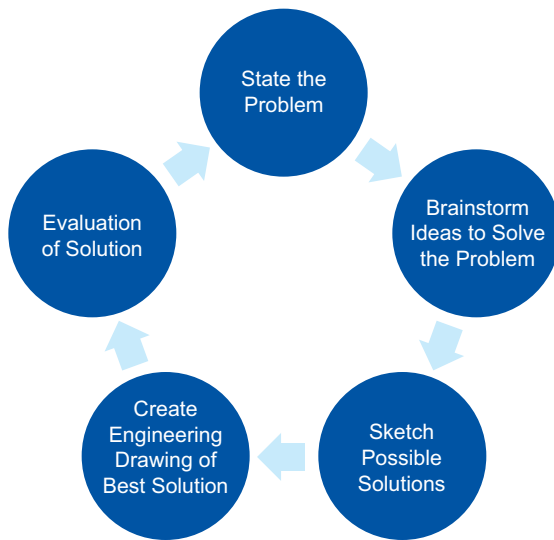 State the
Problem
Brainstorm
Ideas to Solve
the Problem
Sketch
Possible
Solutions
Create
Engineering
Drawing of
Best Solution
Evaluation
of Solution